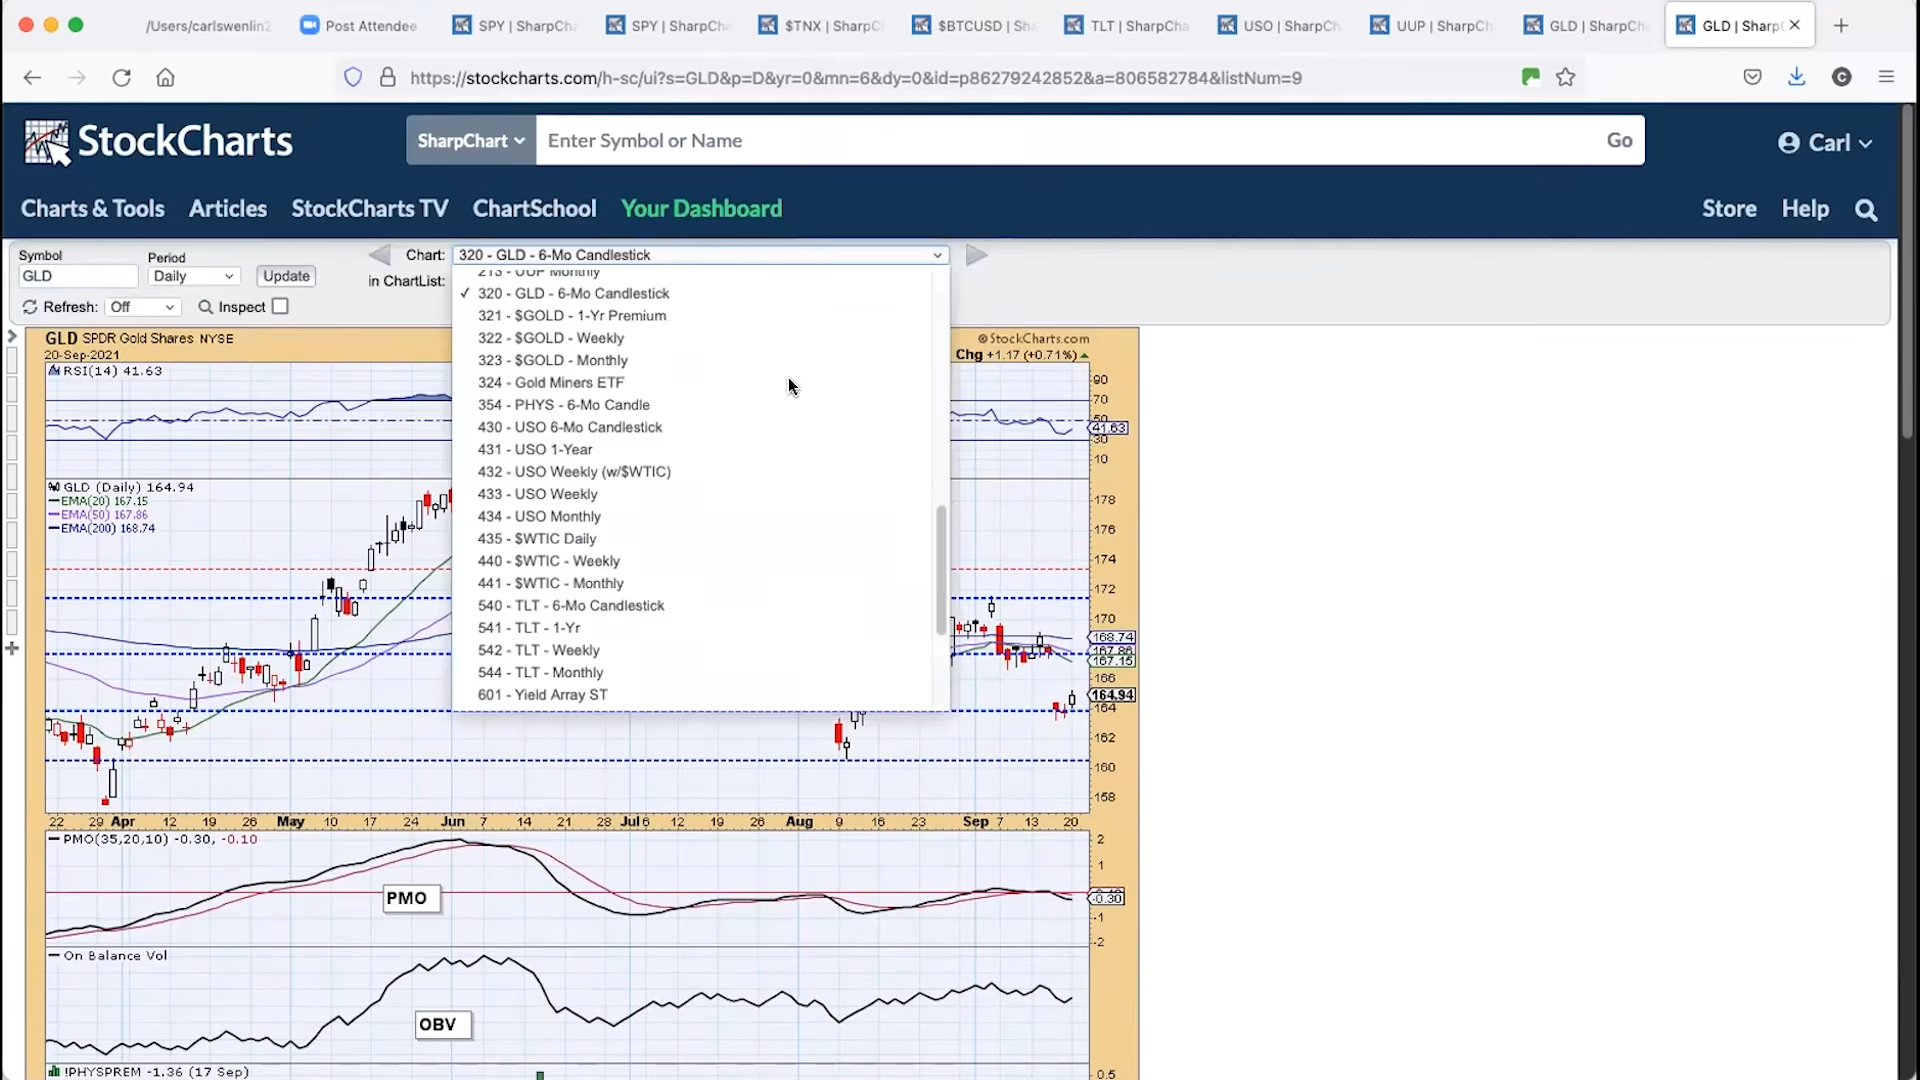 /Users/carlswenlin2
Post Attendee
SPY | SharpCha
SPY | SharpCha
$TNX | SharpCl
$BTCUSD | Sha
TLT | SharpCha
USO | SharpCh
UUP | SharpCh
GLD | SharpCha
GLD | SharpC
https://stockcharts.com/h-sc/ui?s=GLD&p=D&yr=0&mn=6&dy=0&id=p86279242852&a=806582784&listNum=9
C
StockCharts
SharpChart
Enter Symbol or Name
Go
Carl
Charts & Tools
Articles
StockCharts TV
ChartSchool
Your Dashboard
Store
Help
Symbol
Period
Chart:
320 - GLD - 6-Mo Candlestick
GLD
Daily
Update
in ChartList:
Refresh:
Off
Inspect
213 - UUP Monthly
✓ 320 - GLD - 6-Mo Candlestick
321 - $GOLD - 1-Yr Premium
322 - $GOLD - Weekly
323 - $GOLD - Monthly
324 - Gold Miners ETF
354 - PHYS - 6-Mo Candle
430 - USO 6-Mo Candlestick
431 - USO 1-Year
432 - USO Weekly (w/$WTIC)
433 - USO Weekly
434 - USO Monthly
435 - $WTIC Daily
440 - $WTIC - Weekly
441 - $WTIC - Monthly
540 - TLT - 6-Mo Candlestick
541 - TLT - 1-Yr
542 - TLT - Weekly
544 - TLT - Monthly
601 - Yield Array ST
GLD SPDR Gold Shares NYSE
© StockCharts.com
20-Sep-2021
Chg +1.17 (+0.71%)
RSI(14) 41.63
90
70
50
41.63
30
10
GLD (Daily) 164.94
EMA(20) 167.15
EMA(50) 167.86
EMA(200) 168.74
178
176
174
172
170
168.74
167.86
167.15
166
164.94
164
162
160
158
22 29 Apr 12 19 26 May 10 17 24 Jun 7 14 21 28 Jul 6 12 19 26 Aug 9 16 23 Sep 7 13 20
PMO(35,20,10) -0.30, -0.10
2
1
-0.30
-1
-2
PMO
On Balance Vol
OBV
!PHYSPREM -1.36 (17 Sep)
0.5